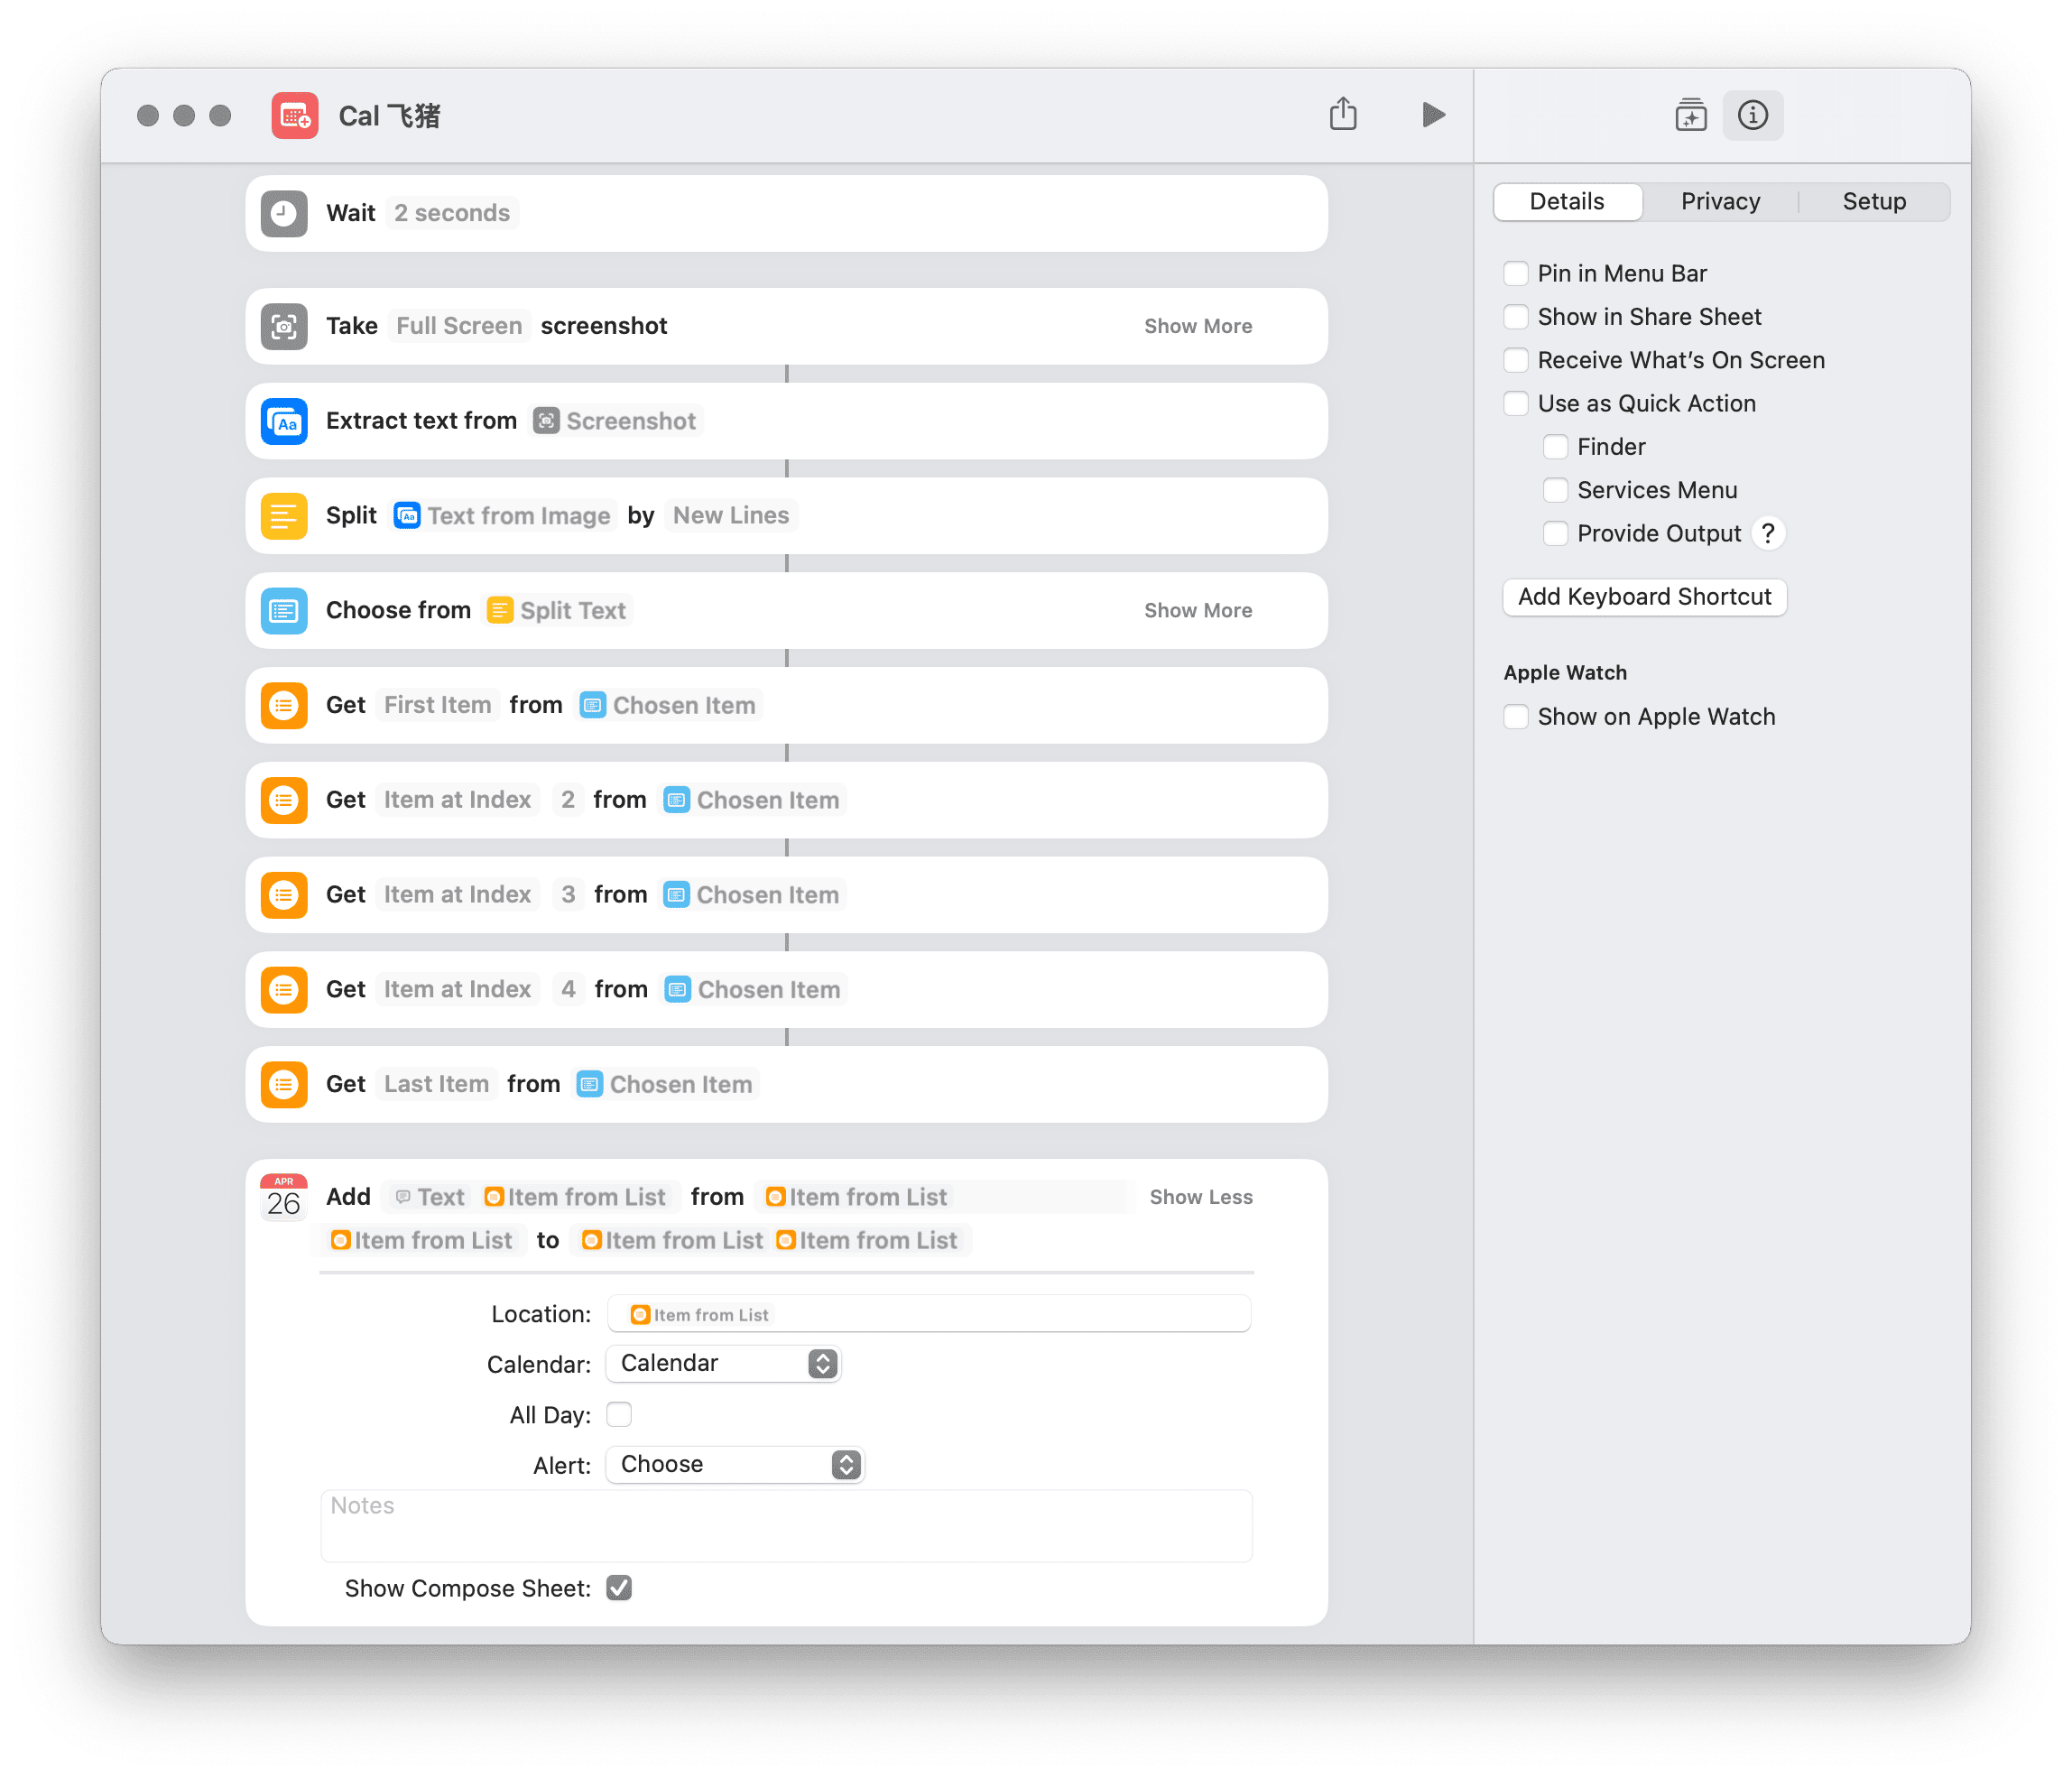 Cal 飞猪
Wait 2 seconds
Take Full Screen screenshot Show More
Extract text from Screenshot
Split Text from Image by New Lines
Choose from Split Text Show More
Get First Item from Chosen Item
Get Item at Index 2 from Chosen Item
Get Item at Index 3 from Chosen Item
Get Item at Index 4 from Chosen Item
Get Last Item from Chosen Item
APR
26
Add Text Item from List from Item from List Show Less
Item from List to Item from List Item from List
Location: Item from List
Calendar: Calendar
All Day:
Alert: Choose
Notes
Show Compose Sheet:
Details Privacy Setup
Pin in Menu Bar
Show in Share Sheet
Receive What’s On Screen
Use as Quick Action
Finder
Services Menu
Provide Output ?
Add Keyboard Shortcut
Apple Watch
Show on Apple Watch